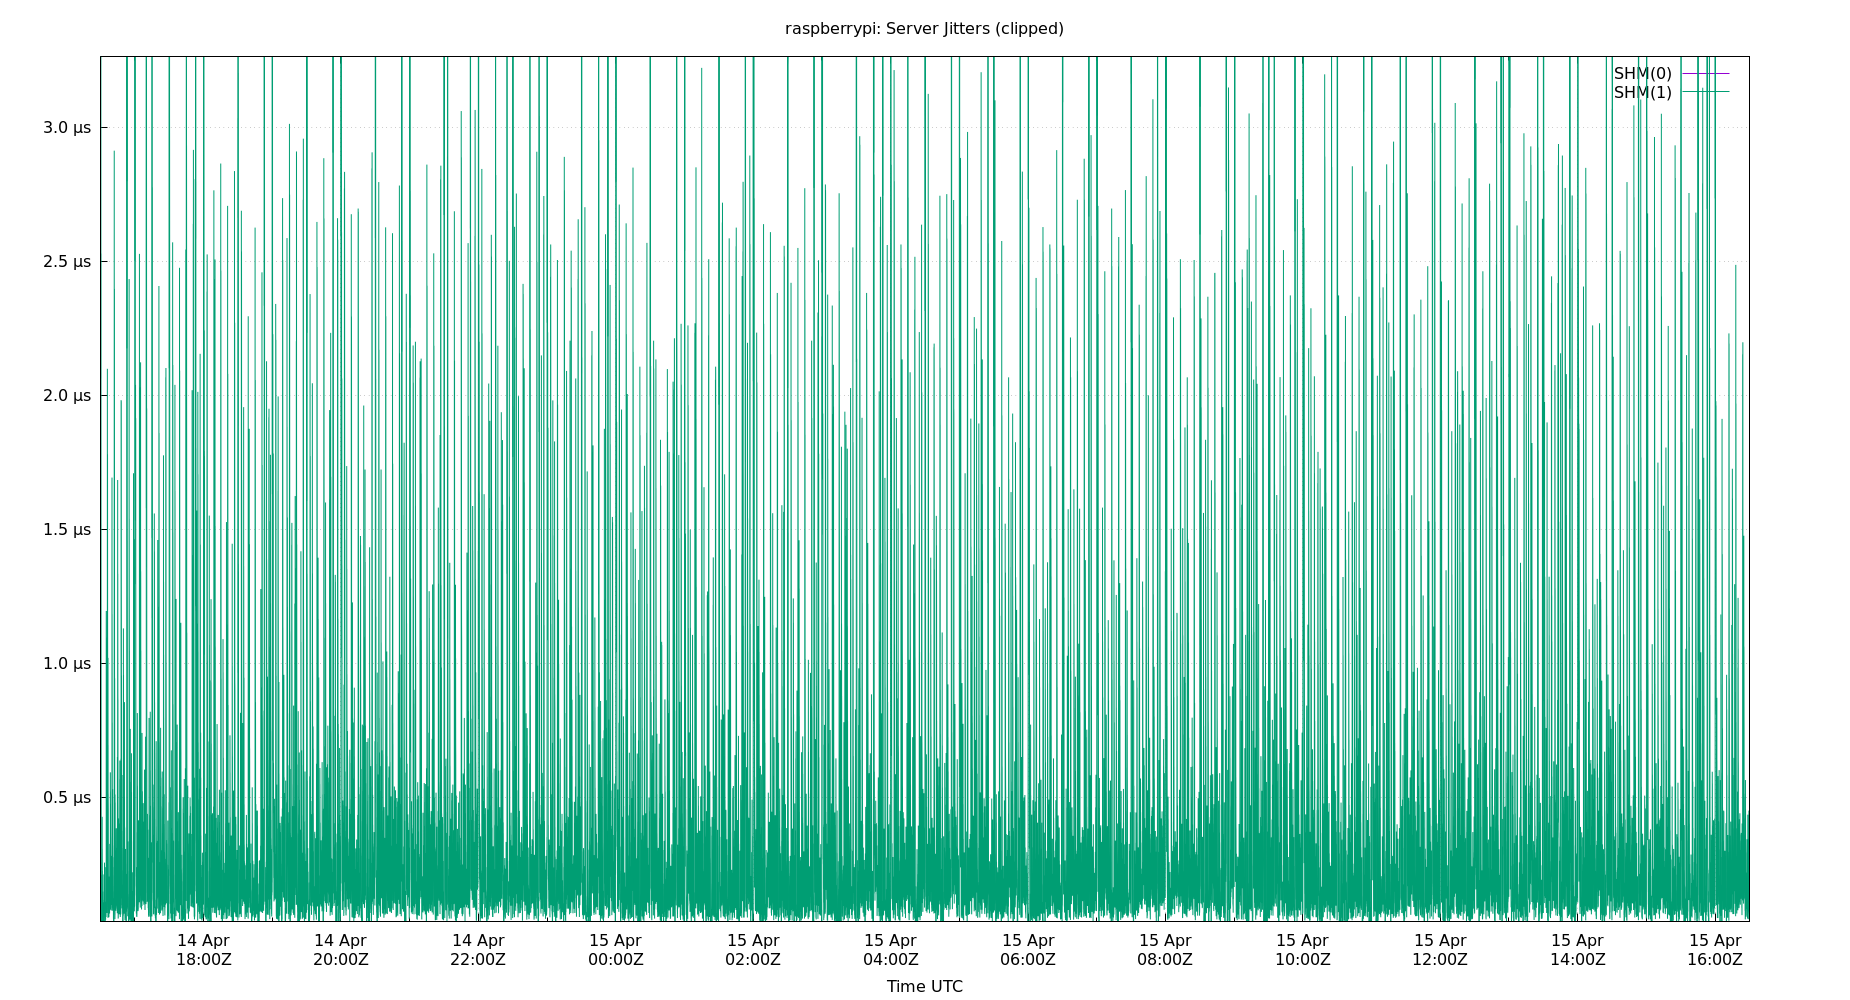 raspberrypi: Server Jitters (clipped)
SHM(0)
SHM(1)
3.0 µs
2.5 µs
2.0 µs
1.5 µs
1.0 µs
0.5 µs
14 Apr 14 Apr 14 Apr 15 Apr 15 Apr 15 Apr 15 Apr 15 Apr 15 Apr 15 Apr 15 Apr 15 Apr
18:00Z 20:00Z 22:00Z 00:00Z 02:00Z 04:00Z 06:00Z 08:00Z 10:00Z 12:00Z 14:00Z 16:00Z
Time UTC